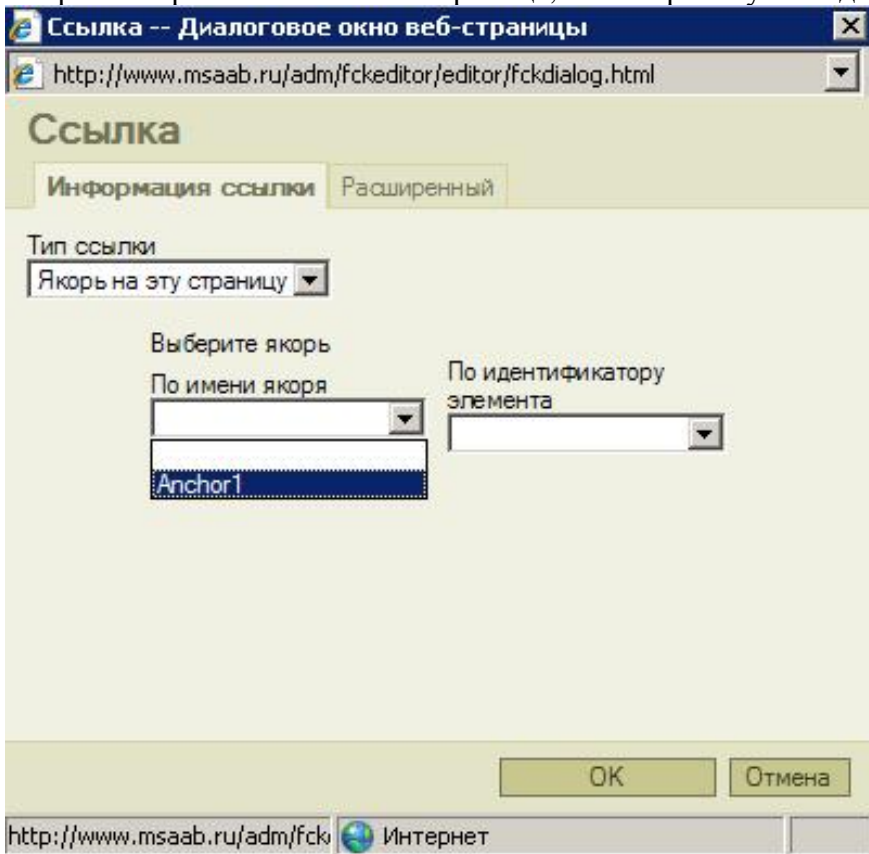 Ссылка -- Диалоговое окно веб-страницы
http://www.msaab.ru/adm/fckeditor/editor/fckdialog.html
Ссылка
Информация ссылки Расширенный
Тип ссылки
Якорь на эту страницу
Выберите якорь
По имени якоря
По идентификатору
элемента
Anchor1
OK Отмена
http://www.msaab.ru/adm/fck Интернет